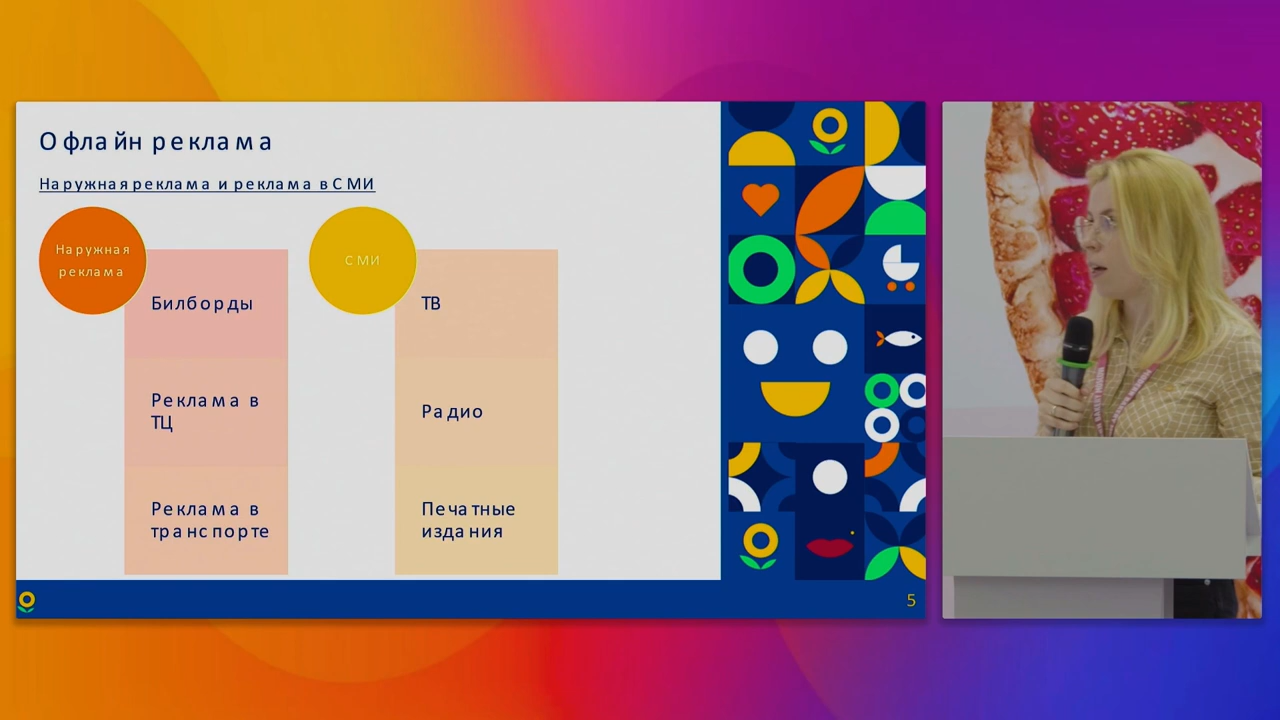 Офлайн реклама
Наружная реклама и реклама в СМИ
Наружная
реклама
Билборды
Реклама в
ТЦ
Реклама в
транспорте
СМИ
ТВ
Радио
Печатные
издания
5